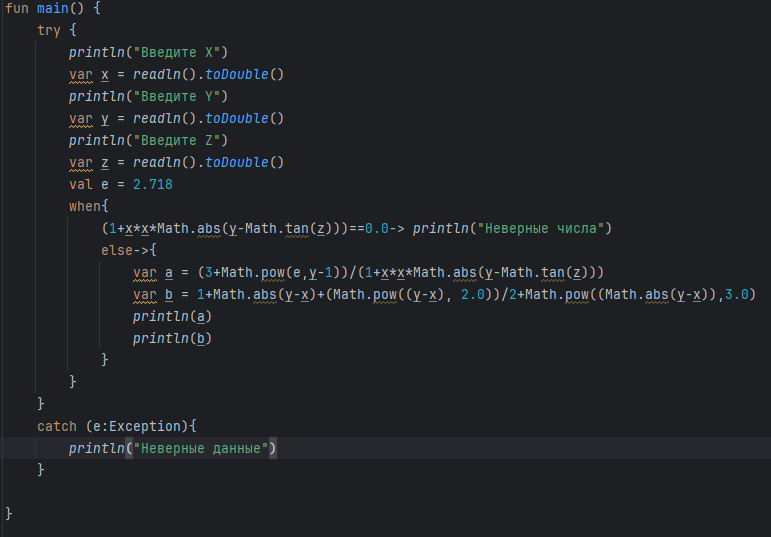 fun main() {
    try {
        println("Введите X")
        var x = readln().toDouble()
        println("Введите Y")
        var y = readln().toDouble()
        println("Введите Z")
        var z = readln().toDouble()
        val e = 2.718
        when{
            (1+x*x*Math.abs(y-Math.tan(z)))==0.0-> println("Неверные числа")
            else->{
                var a = (3+Math.pow(e,y-1))/(1+x*x*Math.abs(y-Math.tan(z)))
                var b = 1+Math.abs(y-x)+(Math.pow((y-x), 2.0))/2+Math.pow((Math.abs(y-x)),3.0)
                println(a)
                println(b)
            }
        }
    }
    catch (e:Exception){
        println("Неверные данные")
    }
}